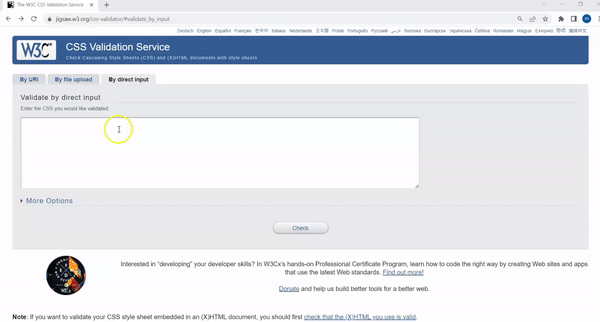 The W3C CSS Validation Service
jigsaw.w3.org/css-validator/#validate_by_input
Deutsch English Español Français 한국어 Italiano Nederlands 日本語 Polski Português Русский فارسی Svenska Български Українська Čeština Romanian Magyar Ελληνικά हिन्दी 简体中文
W3C CSS Validation Service
Check Cascading Style Sheets (CSS) and (X)HTML documents with style sheets
By URI By file upload By direct input
Validate by direct input
Enter the CSS you would like validated
More Options
Check
Interested in "developing" your developer skills? In W3Cx's hands-on Professional Certificate Program, learn how to code the right way by creating Web sites and apps
that use the latest Web standards. Find out more!
Donate and help us build better tools for a better web.
Note: If you want to validate your CSS style sheet embedded in an (X)HTML document, you should first check that the (X)HTML you use is valid.